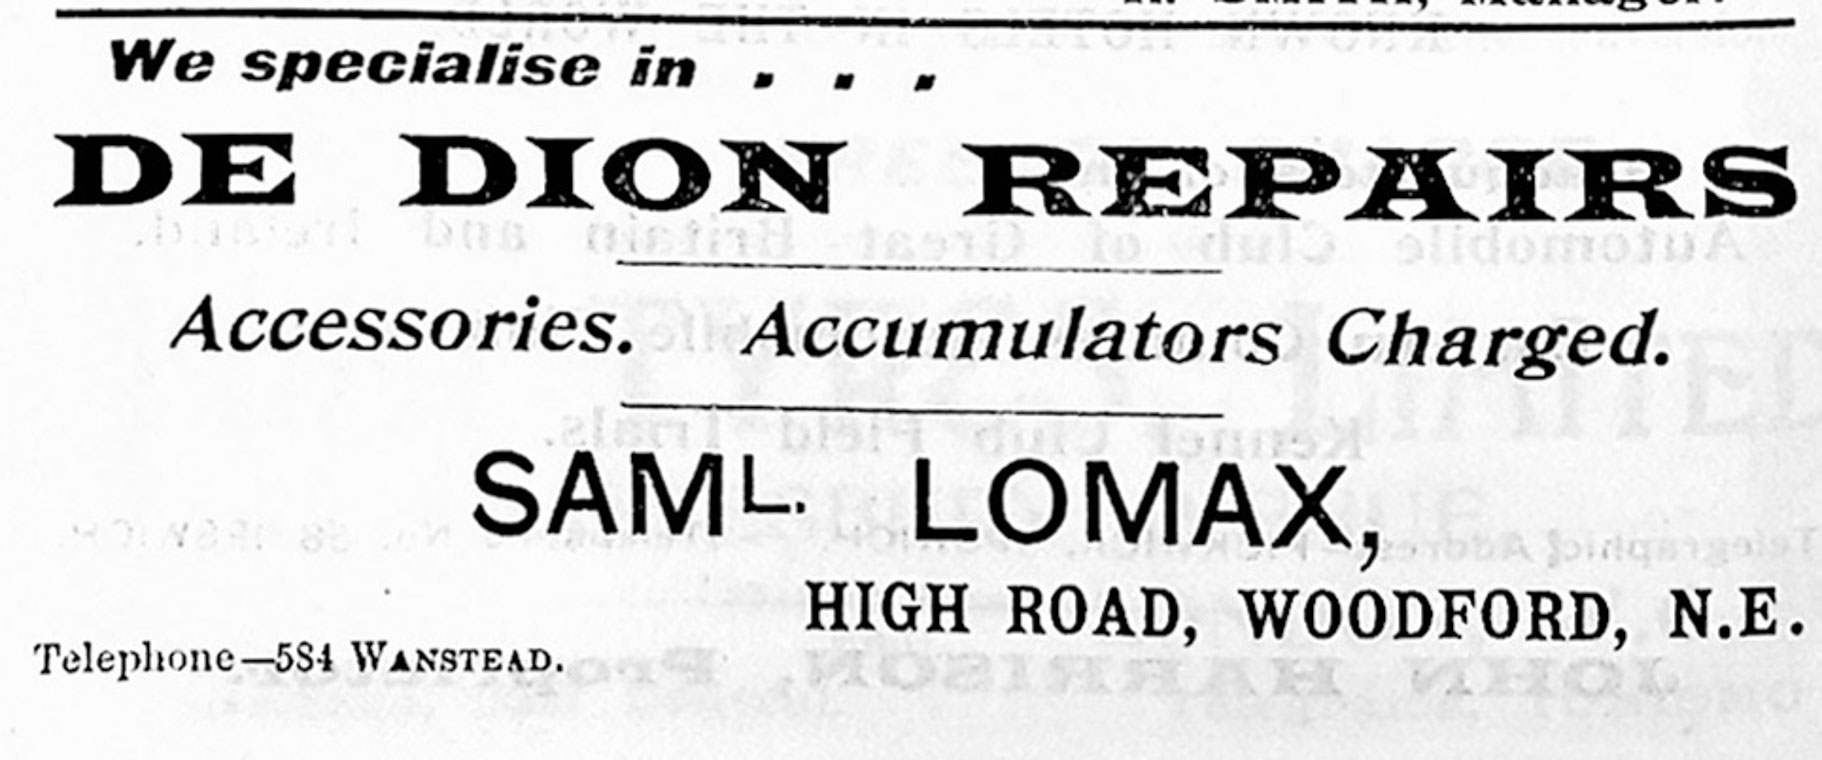 We specialise in . . .
DE DION REPAIRS
Accessories. Accumulators Charged.
SAML. LOMAX,
HIGH ROAD, WOODFORD, N.E.
Telephone—584 WANSTEAD.